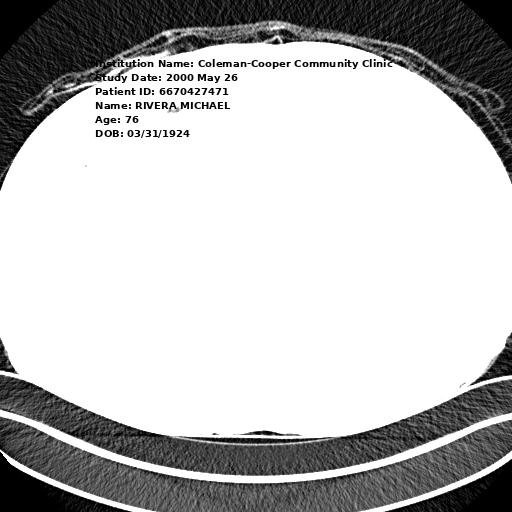 Institution Name: Coleman-Cooper Community Clinic
Study Date: 2000 May 26
Patient ID: 6670427471
Name: RIVERA MICHAEL
Age: 76
DOB: 03/31/1924